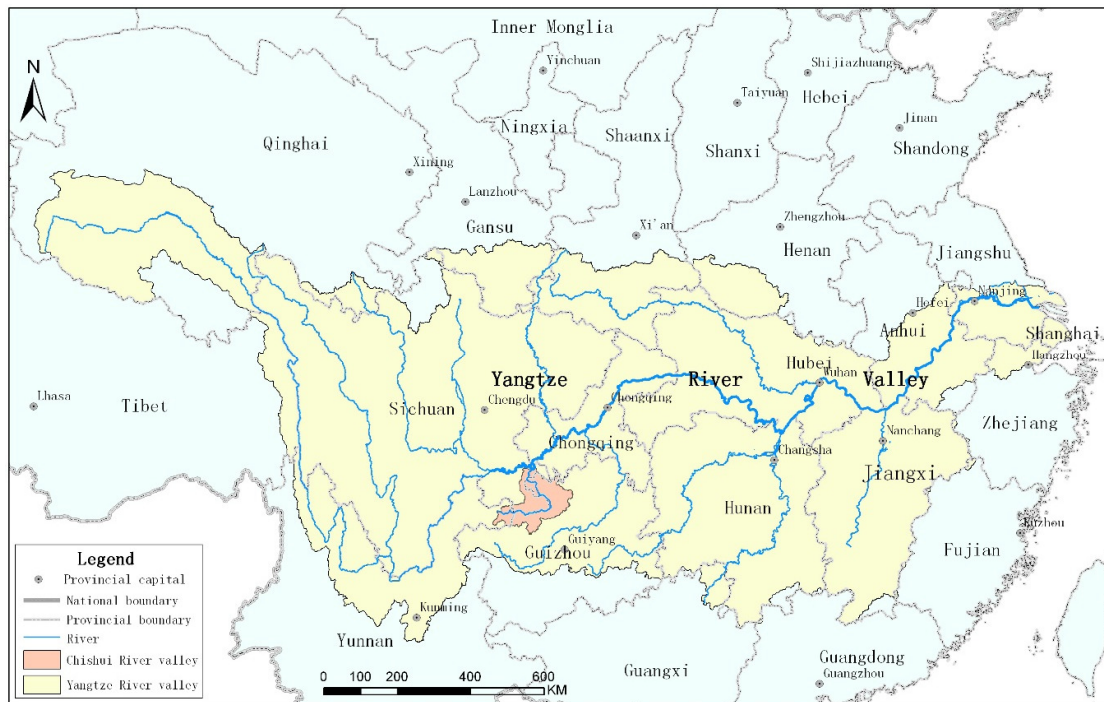 Inner Monglia
N
Yinchuan
Shijiazhuang
Hebei
Taiyuan
Jinan
Ningxia
Shaanxi
Qinghai
Shandong
Shanxi
Xining
Lanzhou
Zhengzhou
Gansu
Xi'an
Henan
Jiangshu
Nanjing
Hefei
Anhui
Shanghai
Hangzhou
Hubei
Wuhan
Yangtze River Valley
Lhasa
Tibet
Sichuan
Chengdu
Chongqing
Zhejiang
Chongqing
Nanchang
Changsha
Jiangxi
Hunan
Fuzhou
Guiyang
Guizhou
Fujian
Legend
Provincial capital
National boundary
Provincial boundary
River
Chishui River valley
Yangtze River valley
Kunming
Yunnan
Guangxi
Guangdong
Guangzhou
0 100 200 400 600
KM